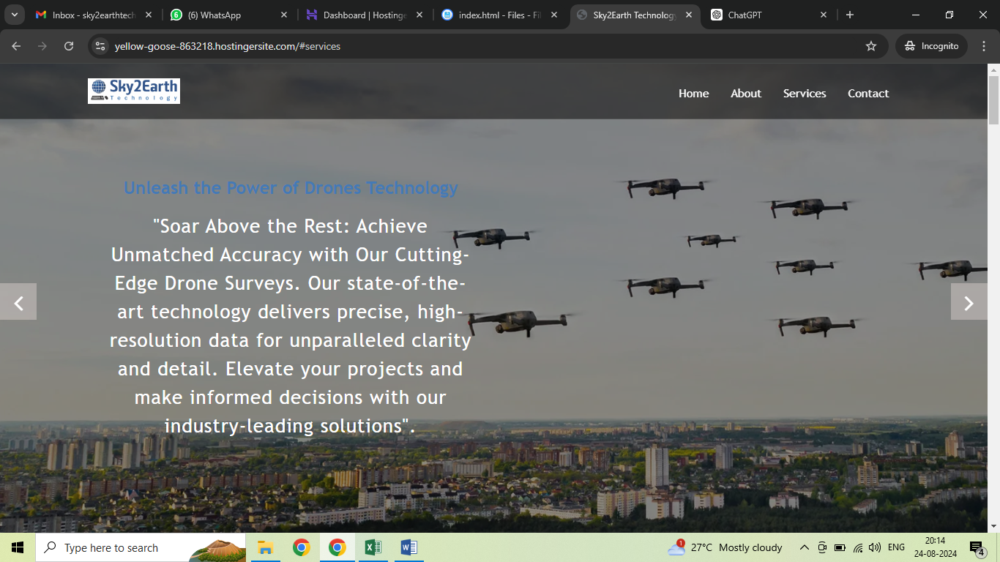 Inbox - sky2earthtech
(6) WhatsApp
Dashboard | Hostinge
index.html - Files - Fil
Sky2Earth Technology
ChatGPT
yellow-goose-863218.hostingersite.com/#services
Incognito
Sky2Earth
Technology
Home
About
Services
Contact
Unleash the Power of Drones Technology
"Soar Above the Rest: Achieve
Unmatched Accuracy with Our Cutting-
Edge Drone Surveys. Our state-of-the-
art technology delivers precise, high-
resolution data for unparalleled clarity
and detail. Elevate your projects and
make informed decisions with our
industry-leading solutions".
Type here to search
1
27°C Mostly cloudy
ENG
20:14
24-08-2024
4